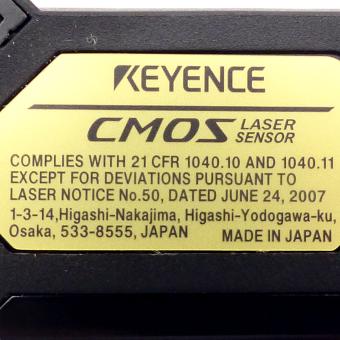 KEYENCE
CMOS LASER SENSOR
COMPLIES WITH 21 CFR 1040.10 AND 1040.11
EXCEPT FOR DEVIATIONS PURSUANT TO
LASER NOTICE No.50, DATED JUNE 24, 2007
1-3-14,Higashi-Nakajima, Higashi-Yodogawa-ku,
Osaka, 533-8555, JAPAN MADE IN JAPAN